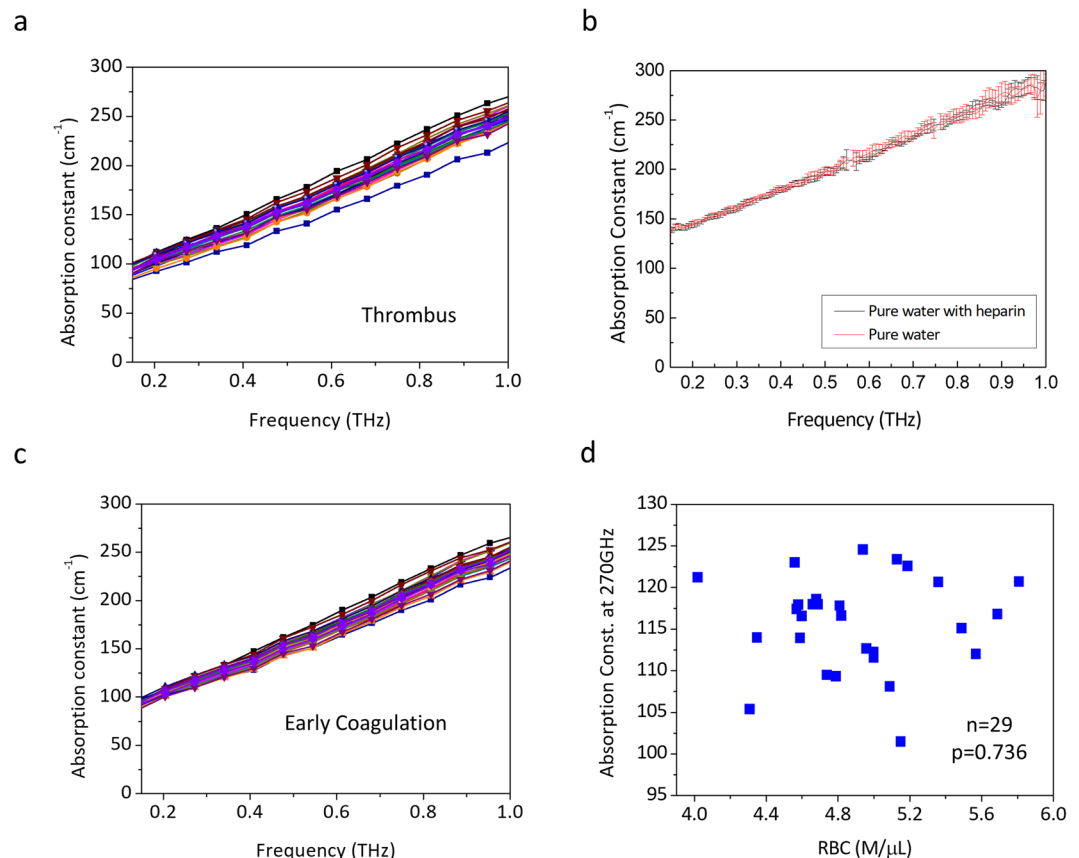 a
300
250
200
150
100
50
0
Absorption constant (cm-1)
Thrombus
0.2 0.4 0.6 0.8 1.0
Frequency (THz)
b
300
250
200
150
100
50
0
Absorption Constant (cm-1)
Pure water with heparin
Pure water
0.2 0.3 0.4 0.5 0.6 0.7 0.8 0.9 1.0
Frequency (THz)
c
300
250
200
150
100
50
0
Absorption constant (cm-1)
Early Coagulation
0.2 0.4 0.6 0.8 1.0
Frequency (THz)
d
130
125
120
115
110
105
100
95
Absorption Const. at 270GHz
n=29
p=0.736
4.0 4.4 4.8 5.2 5.6 6.0
RBC (M/μL)